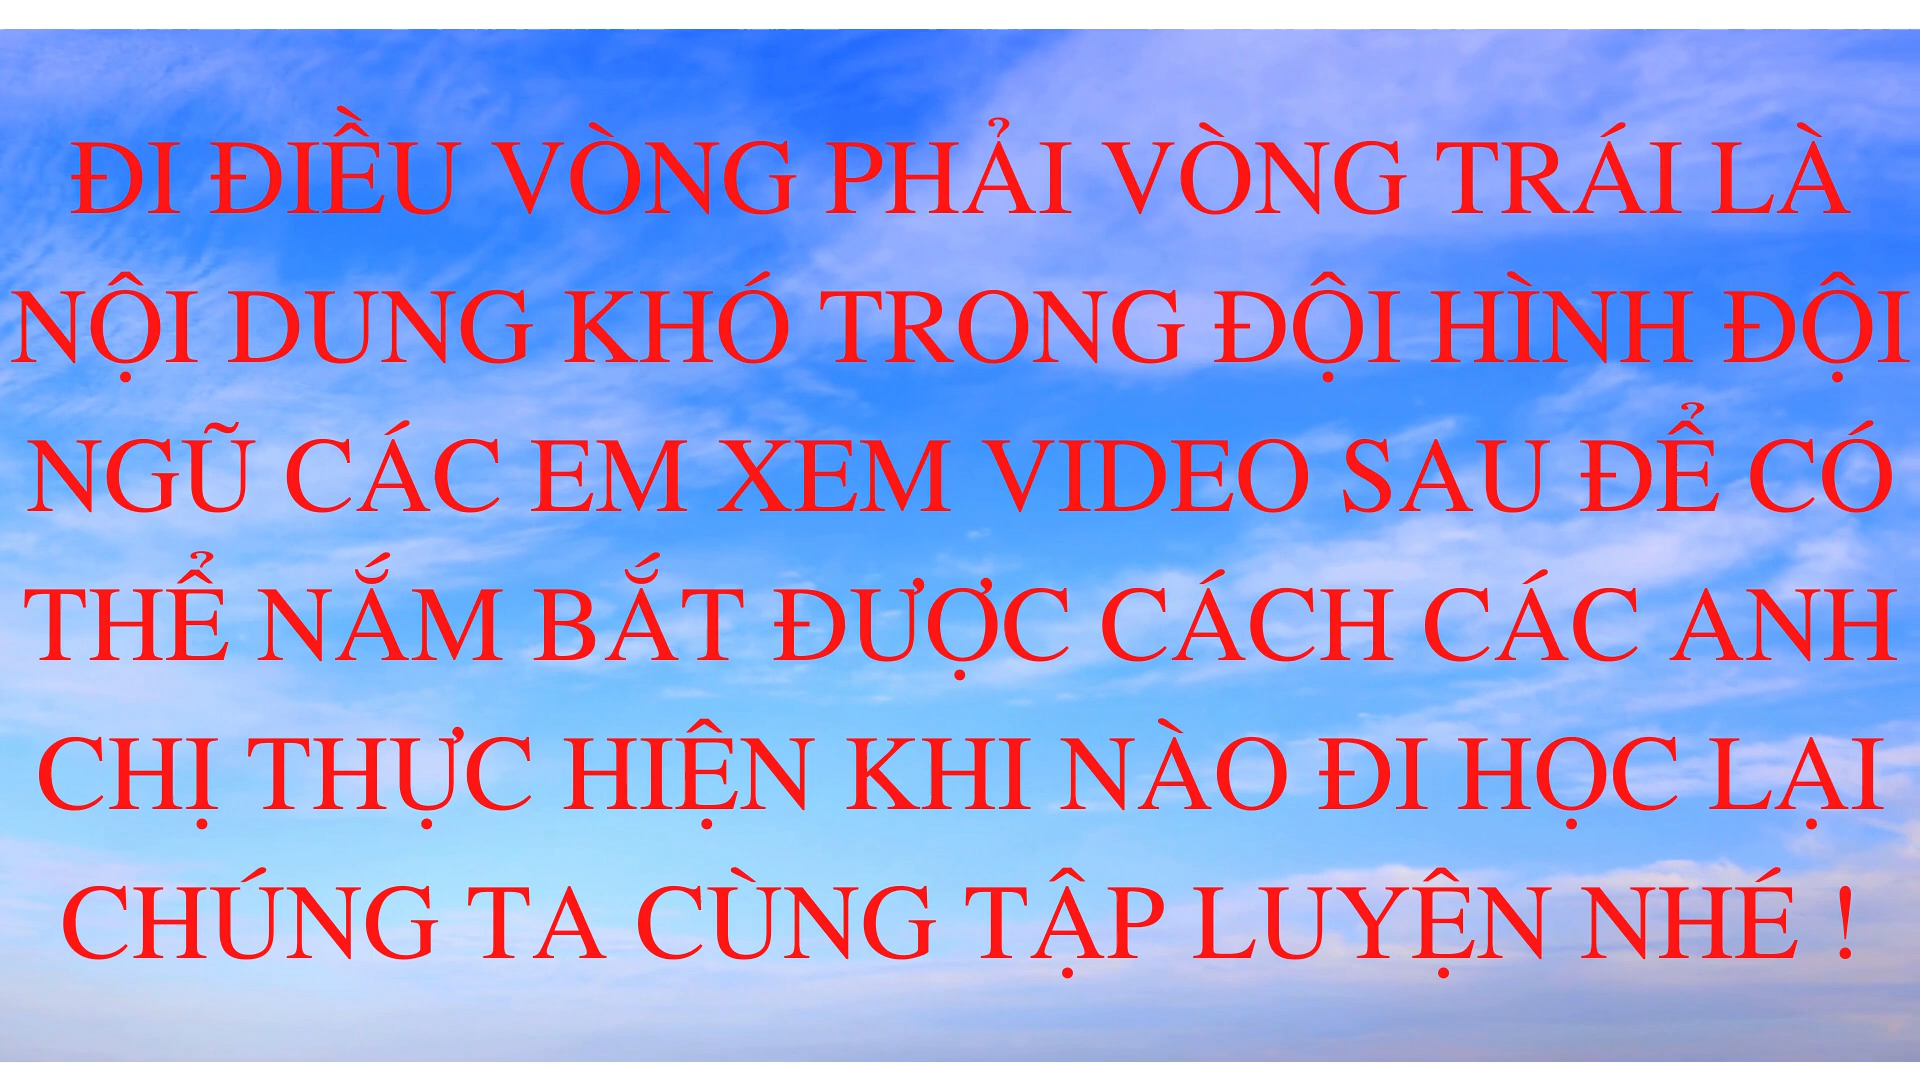 ĐI ĐIỀU VÒNG PHẢI VÒNG TRÁI LÀ
NỘI DUNG KHÓ TRONG ĐỘI HÌNH ĐỘI
NGŨ CÁC EM XEM VIDEO SAU ĐỂ CÓ
THỂ NẮM BẮT ĐƯỢC CÁCH CÁC ANH
CHỊ THỰC HIỆN KHI NÀO ĐI HỌC LẠI
CHÚNG TA CÙNG TẬP LUYỆN NHÉ !